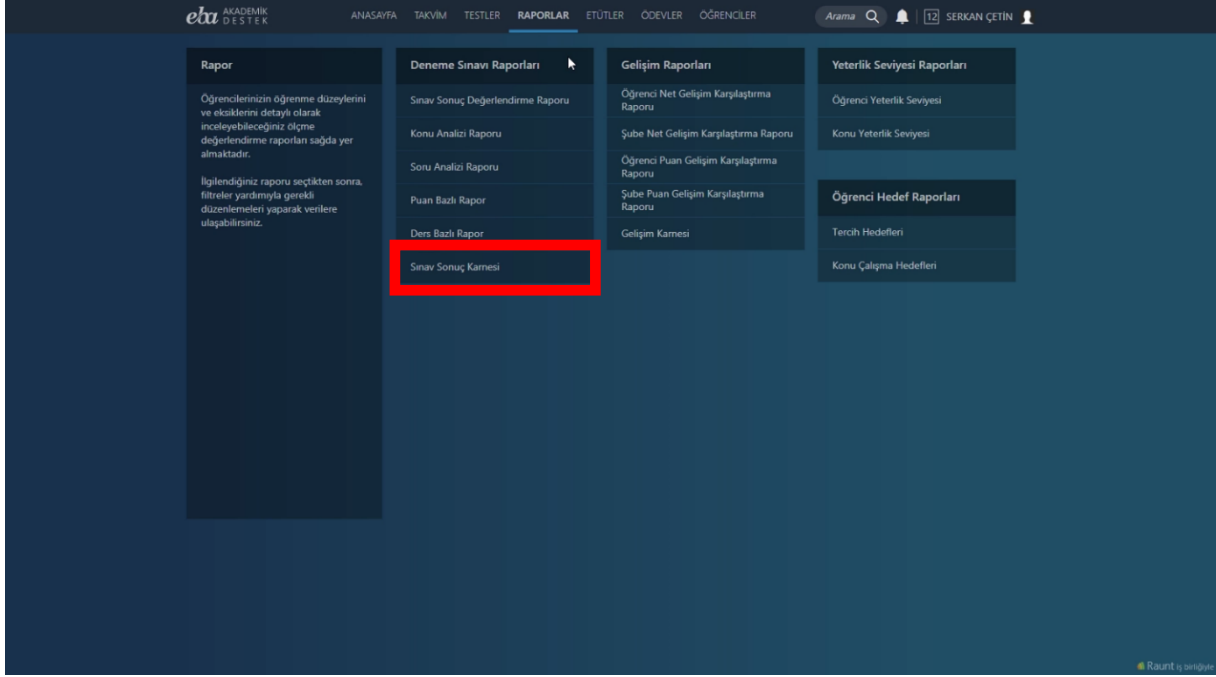 eba AKADEMİK
DESTEK
ANASAYFA TAKVİM TESTLER RAPORLAR ETÜTLER ÖDEVLER ÖĞRENCİLER
Arama
12 SERKAN ÇETİN
Rapor
Öğrencilerinizin öğrenme düzeylerini
ve eksiklerini detaylı olarak
inceleyebileceğiniz ölçme
değerlendirme raporları sağda yer
almaktadır.
İlgilendiğiniz raporu seçtikten sonra,
filtreler yardımıyla gerekli
düzenlemeleri yaparak verilere
ulaşabilirsiniz.
Deneme Sınavı Raporları
Sınav Sonuç Değerlendirme Raporu
Konu Analizi Raporu
Soru Analizi Raporu
Puan Bazlı Rapor
Ders Bazlı Rapor
Sınav Sonuç Karnesi
Gelişim Raporları
Öğrenci Net Gelişim Karşılaştırma
Raporu
Şube Net Gelişim Karşılaştırma Raporu
Öğrenci Puan Gelişim Karşılaştırma
Raporu
Şube Puan Gelişim Karşılaştırma
Raporu
Gelişim Karnesi
Yeterlik Seviyesi Raporları
Öğrenci Yeterlik Seviyesi
Konu Yeterlik Seviyesi
Öğrenci Hedef Raporları
Tercih Hedefleri
Konu Çalışma Hedefleri
Raunt iş birliğiyle